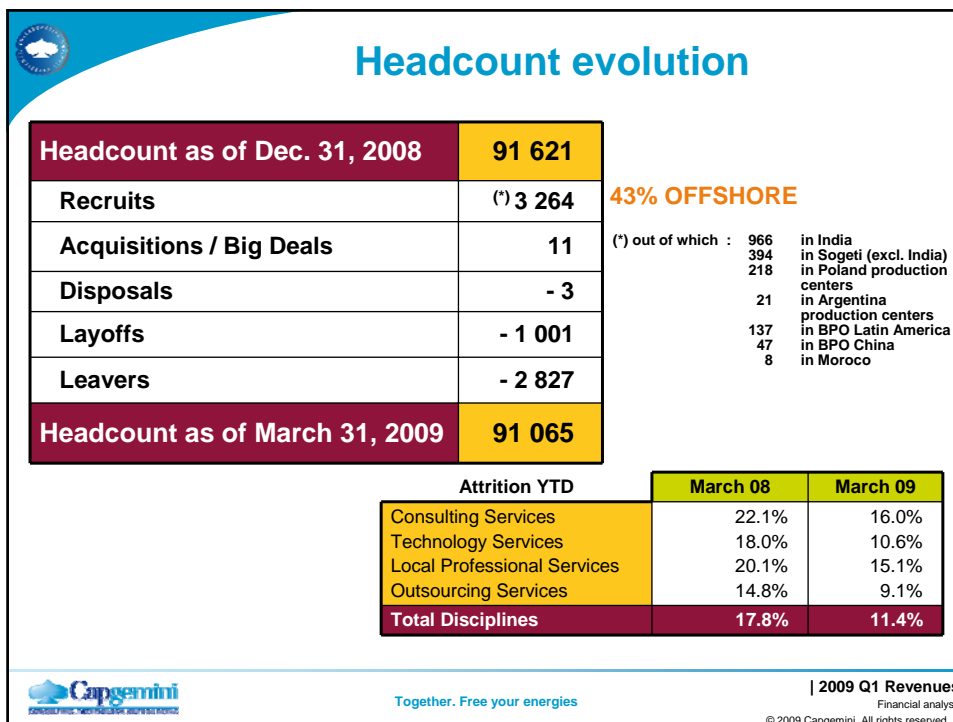 Headcount evolution
Headcount as of Dec. 31, 2008 91 621
Recruits (*) 3 264
Acquisitions / Big Deals 11
Disposals - 3
Layoffs - 1 001
Leavers - 2 827
Headcount as of March 31, 2009 91 065
43% OFFSHORE
(*) out of which : 966 in India
394 in Sogeti (excl. India)
218 in Poland production
centers
21 in Argentina
production centers
137 in BPO Latin America
47 in BPO China
8 in Moroco
Attrition YTD March 08 March 09
Consulting Services 22.1% 16.0%
Technology Services 18.0% 10.6%
Local Professional Services 20.1% 15.1%
Outsourcing Services 14.8% 9.1%
Total Disciplines 17.8% 11.4%
Capgemini
CONSULTING.TECHNOLOGY.OUTSOURCING
Together. Free your energies
| 2009 Q1 Revenues
Financial analys
© 2009 Capgemini. All rights reserved